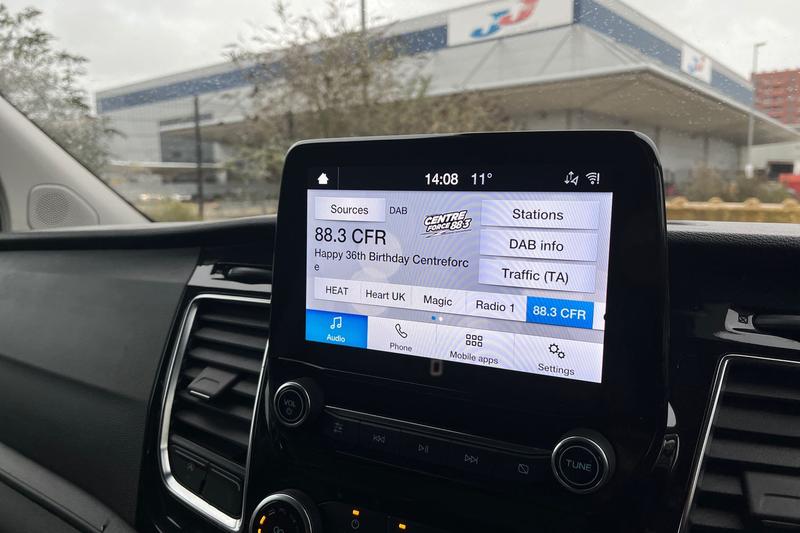 JJ
14:08 11°
Sources DAB
CENTRE
FORCE 88.3
Stations
88.3 CFR
DAB info
Happy 36th Birthday Centreforc
e
Traffic (TA)
HEAT Heart UK Magic Radio 1 88.3 CFR
Audio Phone Mobile apps Settings
VOL
TUNE